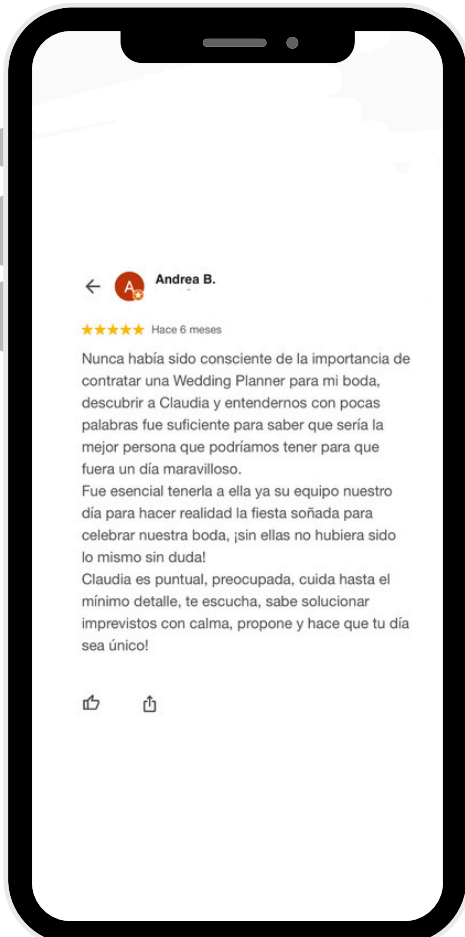 Andrea B.
A
Hace 6 meses
Nunca había sido consciente de la importancia de
contratar una Wedding Planner para mi boda,
descubrir a Claudia y entendernos con pocas
palabras fue suficiente para saber que sería la
mejor persona que podríamos tener para que
fuera un día maravilloso.
Fue esencial tenerla a ella ya su equipo nuestro
día para hacer realidad la fiesta soñada para
celebrar nuestra boda, ¡sin ellas no hubiera sido
lo mismo sin duda!
Claudia es puntual, preocupada, cuida hasta el
mínimo detalle, te escucha, sabe solucionar
imprevistos con calma, propone y hace que tu día
sea único!